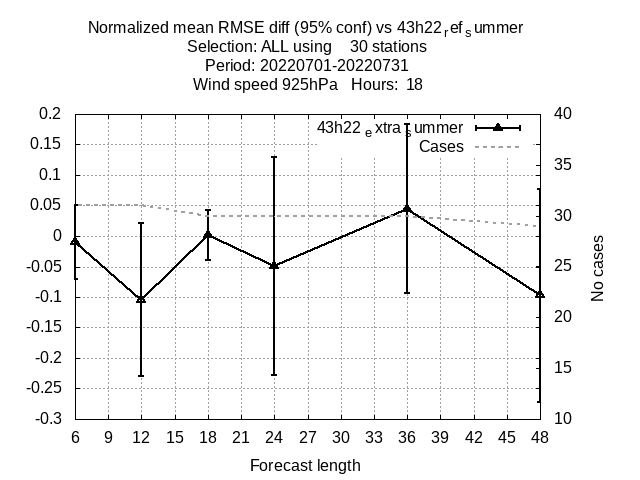 Normalized mean RMSE diff (95% conf) vs 43h22refsummer
Selection: ALL using 30 stations
Period: 20220701-20220731
Wind speed 925hPa Hours: 18
43h22extrasummer
Cases
0.2
0.15
0.1
0.05
0
-0.05
-0.1
-0.15
-0.2
-0.25
-0.3
40
35
30
25
20
15
10
No cases
6 9 12 15 18 21 24 27 30 33 36 39 42 45 48
Forecast length